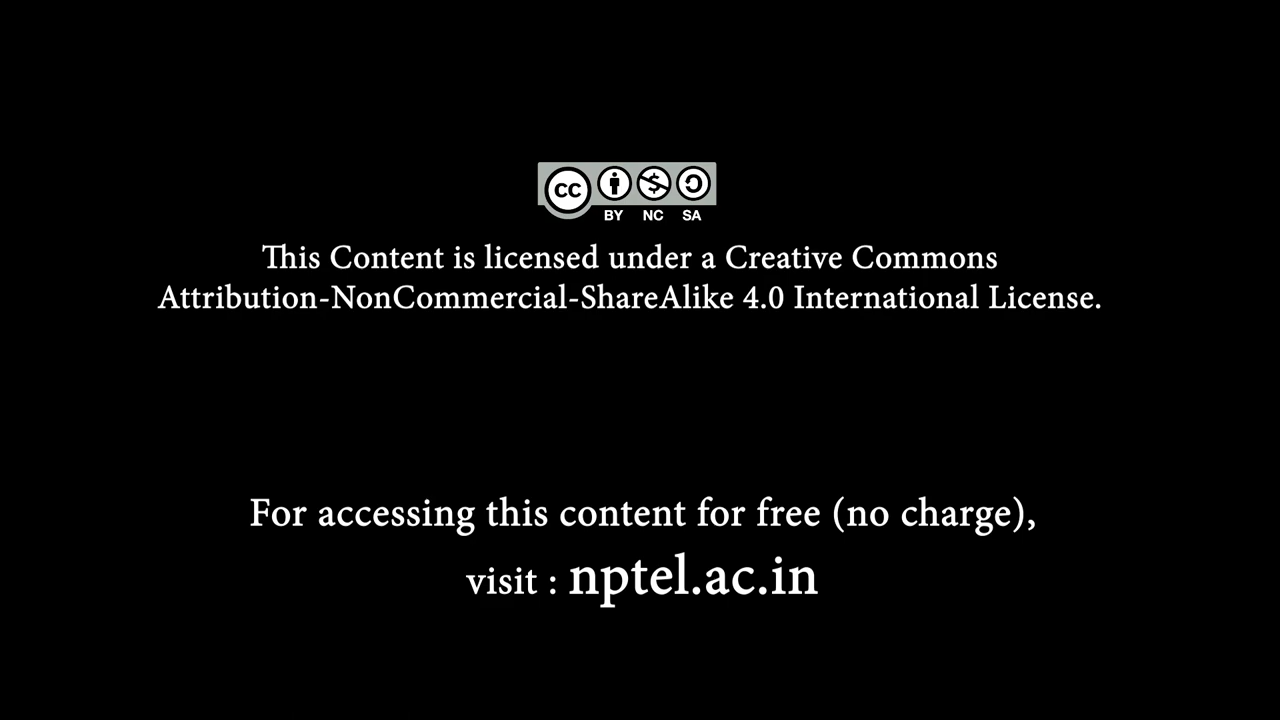 cc
BY NC SA
This Content is licensed under a Creative Commons
Attribution-NonCommercial-ShareAlike 4.0 International License.
For accessing this content for free (no charge),
visit : nptel.ac.in